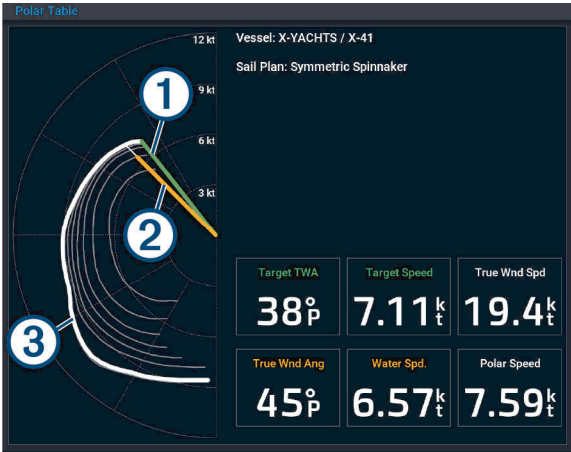 Polar Table
Vessel: X-YACHTS / X-41
Sail Plan: Symmetric Spinnaker
12 kt
9 kt
6 kt
3 kt
1
2
3
Target TWA
38°P
Target Speed
7.11kt
True Wnd Spd
19.4kt
True Wnd Ang
45°P
Water Spd.
6.57kt
Polar Speed
7.59kt